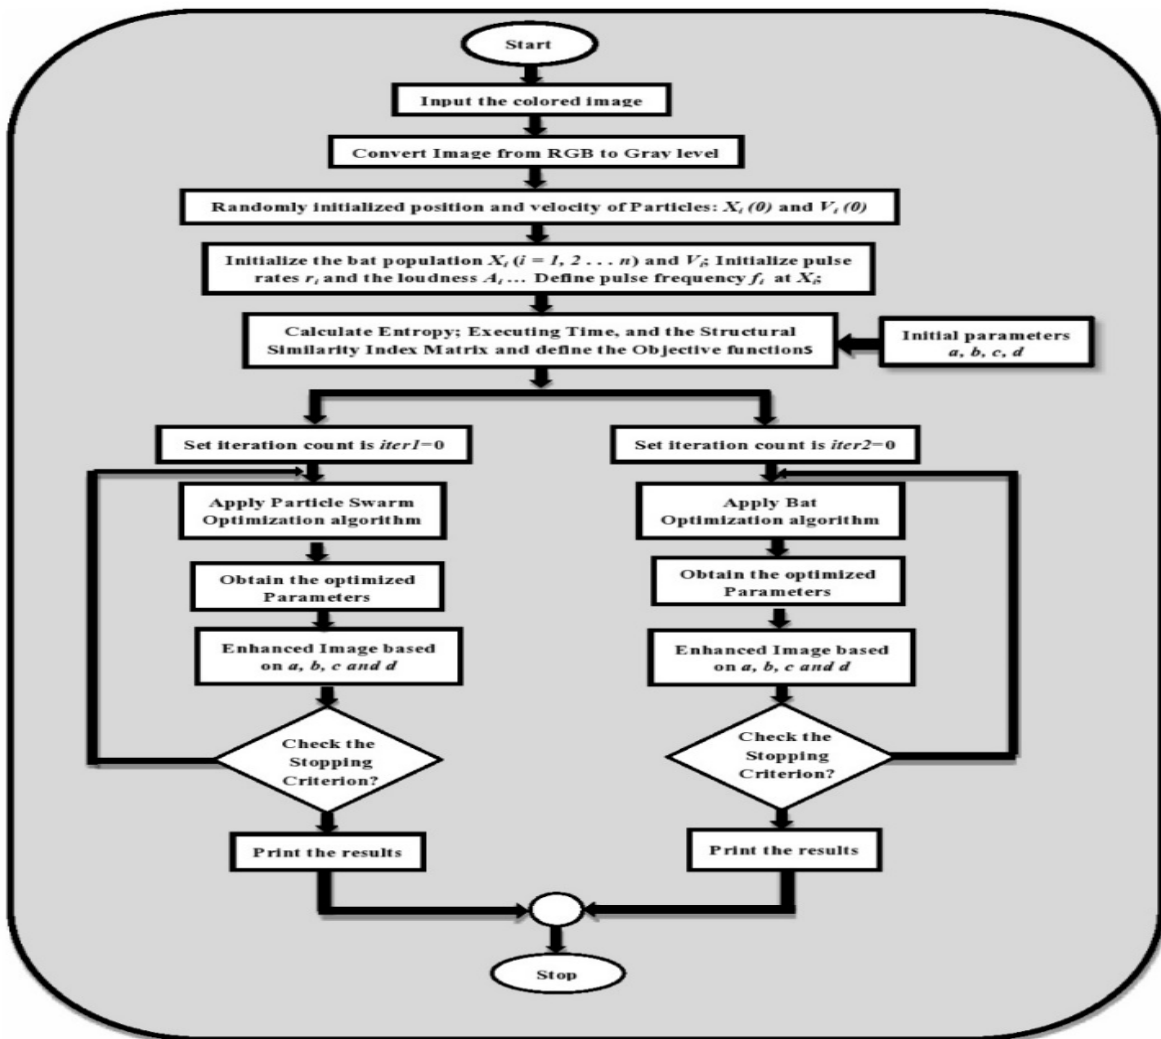 Start
Input the colored image
Convert Image from RGB to Gray level
Randomly initialized position and velocity of Particles: Xᵢ (0) and Vᵢ (0)
Initialize the bat population Xᵢ (i = 1, 2 . . . n) and Vᵢ; Initialize pulse
rates rᵢ and the loudness Aᵢ ... Define pulse frequency fᵢ at Xᵢ;
Calculate Entropy; Executing Time, and the Structural
Similarity Index Matrix and define the Objective function$
Initial parameters
a, b, c, d
Set iteration count is iter1=0
Apply Particle Swarm
Optimization algorithm
Obtain the optimized
Parameters
Enhanced Image based
on a, b, c and d
Check the
Stopping
Criterion?
Print the results
Set iteration count is iter2=0
Apply Bat
Optimization algorithm
Obtain the optimized
Parameters
Enhanced Image based
on a, b, c and d
Check the
Stopping
Criterion?
Print the results
Stop